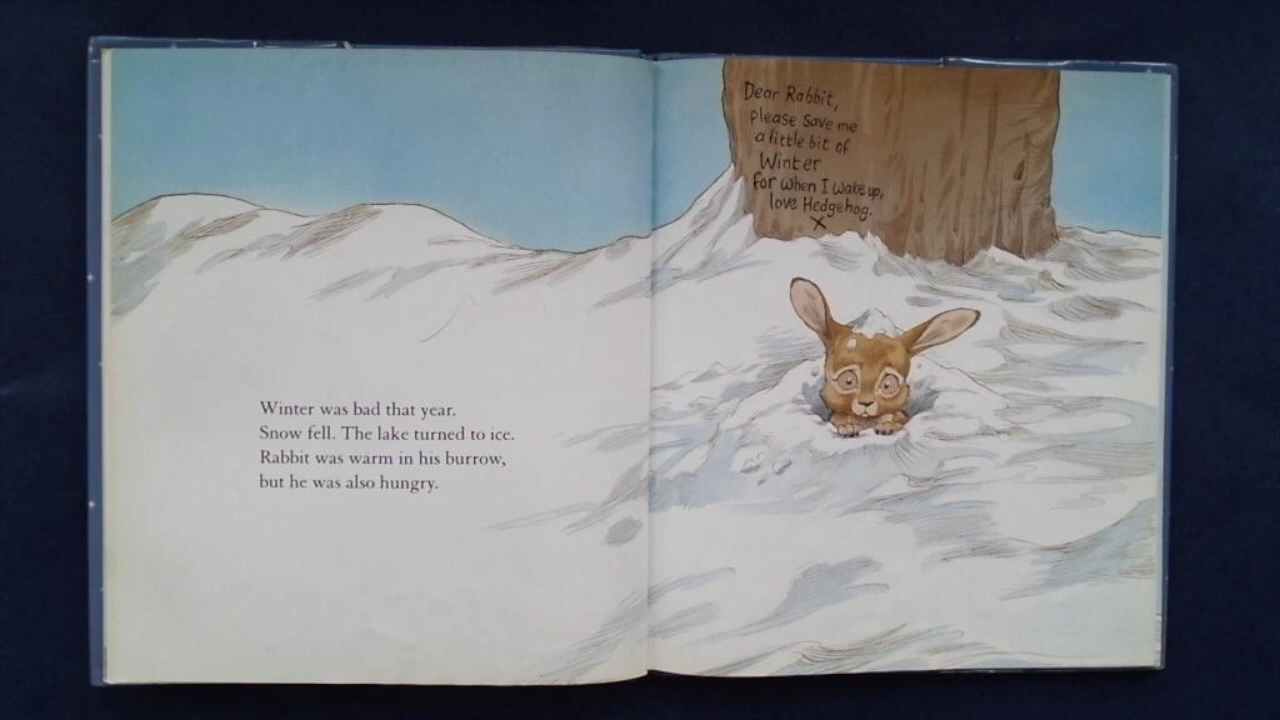 Winter was bad that year.
Snow fell. The lake turned to ice.
Rabbit was warm in his burrow,
but he was also hungry.
Dear Rabbit,
please save me
a little bit of
Winter
for when I wake up,
love Hedgehog.
X